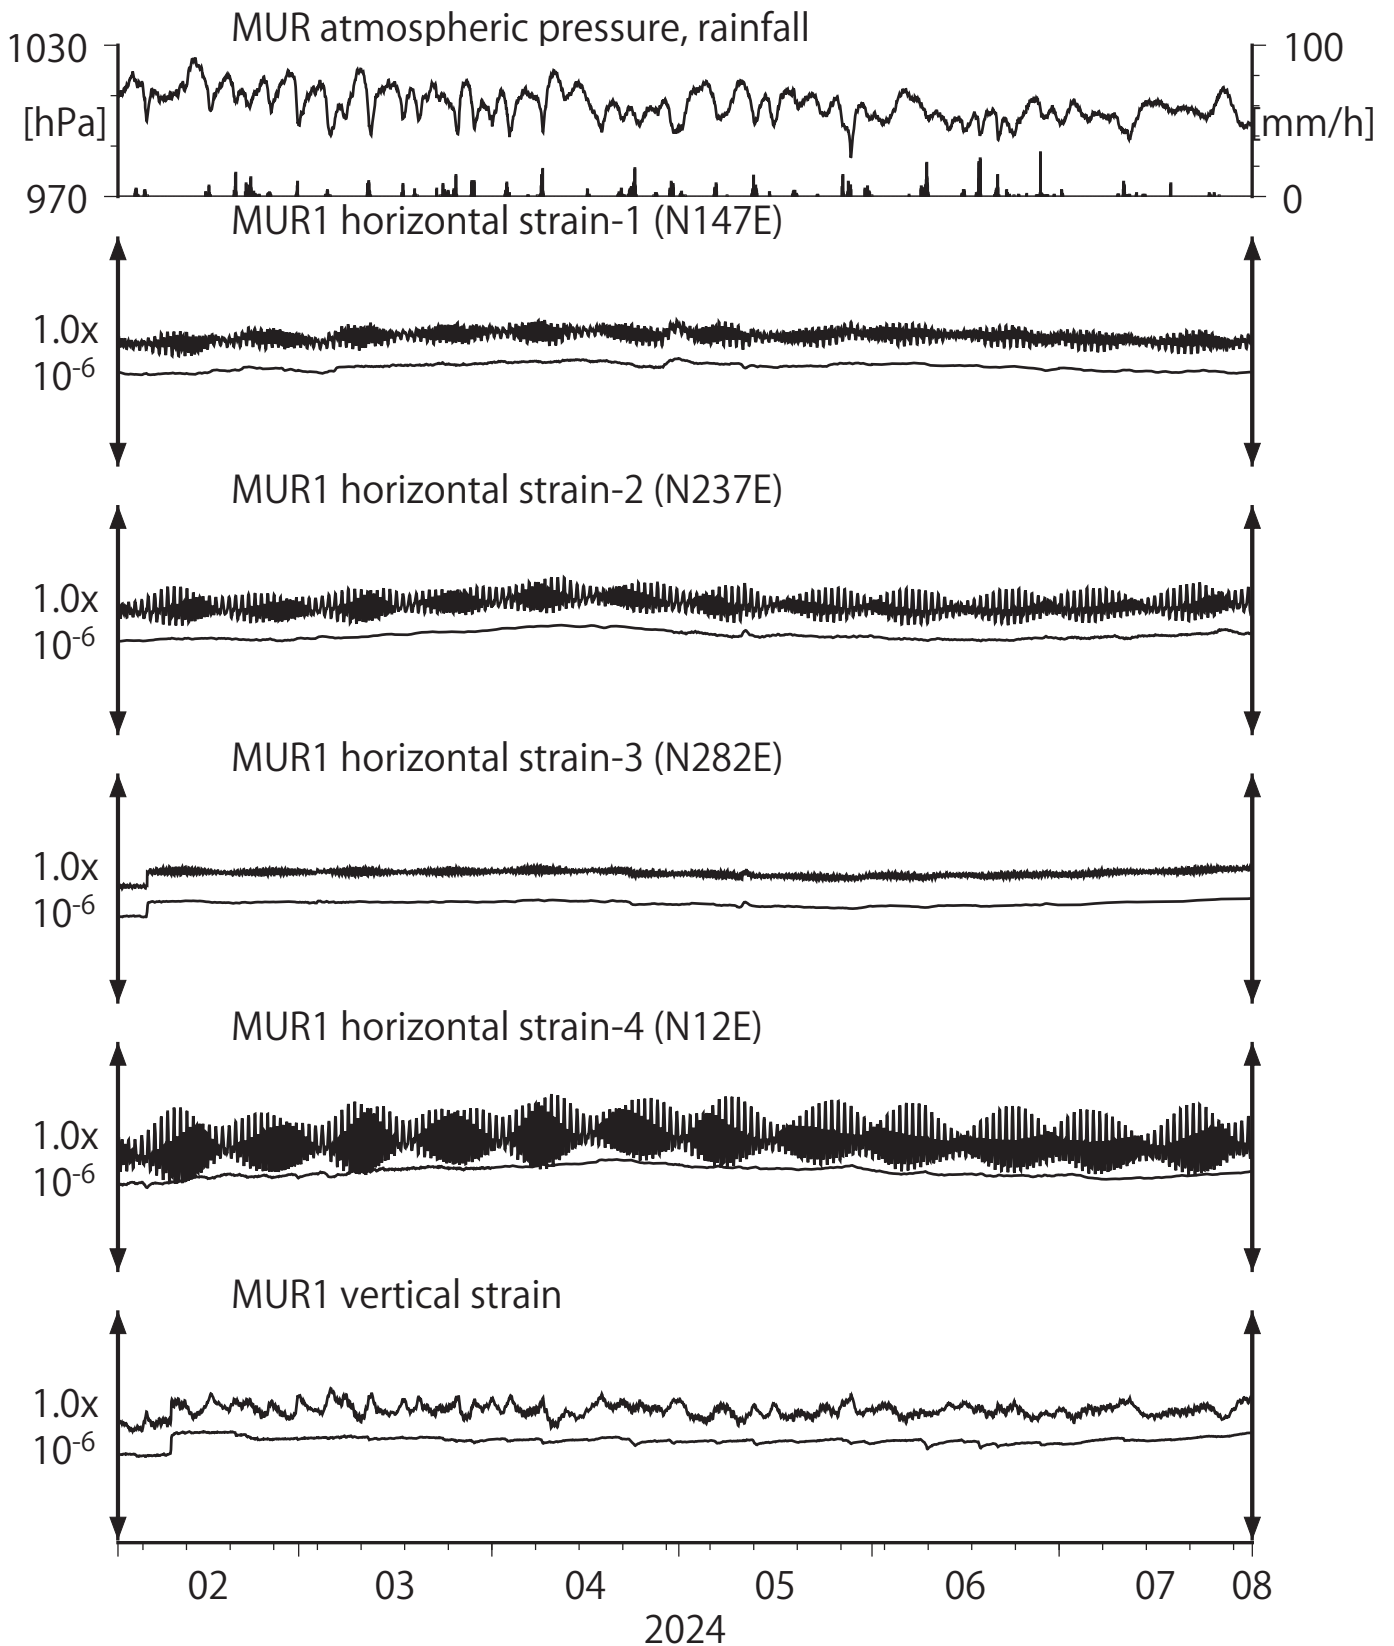 MUR atmospheric pressure, rainfall
1030
100
[hPa]
[mm/h]
970
0
MUR1 horizontal strain-1 (N147E)
1.0x
10-6
MUR1 horizontal strain-2 (N237E)
1.0x
10-6
MUR1 horizontal strain-3 (N282E)
1.0x
10-6
MUR1 horizontal strain-4 (N12E)
1.0x
10-6
MUR1 vertical strain
1.0x
10-6
02 03 04 05 06 07 08
2024